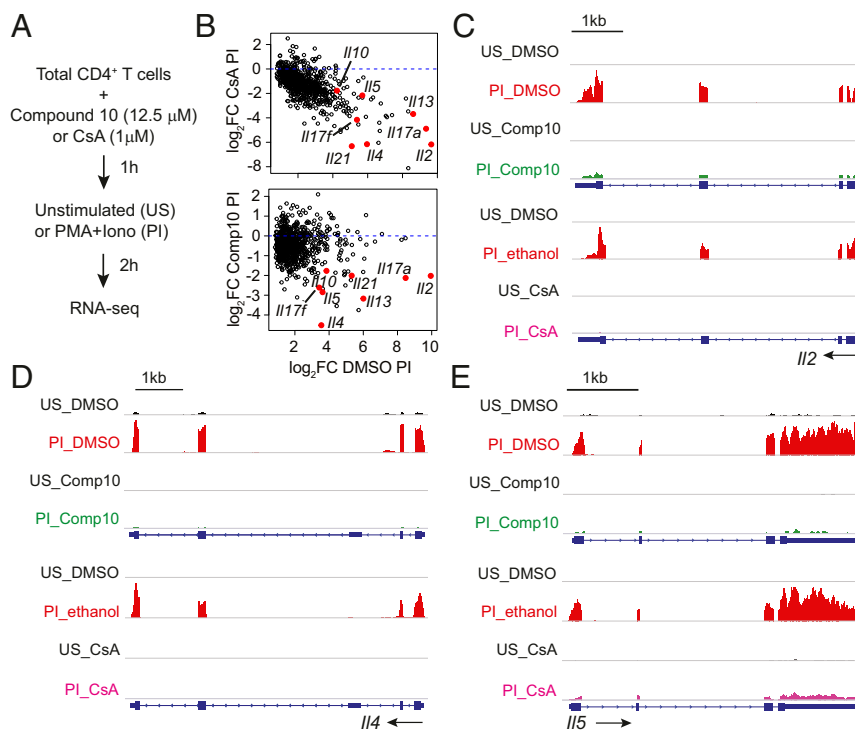 A
Total CD4+ T cells
+
Compound 10 (12.5 μM)
or CsA (1μM)
1h
Unstimulated (US)
or PMA+Iono (PI)
2h
RNA-seq
B
log2FC CsA PI
2
0
-2
-4
-6
-8
Il10
Il5
Il13
Il17f
Il17a
Il21
Il4
Il2
log2FC Comp10 PI
2
1
0
-2
-3
-4
Il10
Il21
Il17a
Il2
Il17f
Il5
Il13
Il4
2
4
6
8
10
log2FC DMSO PI
C
1kb
US_DMSO
PI_DMSO
US_Comp10
PI_Comp10
US_DMSO
PI_ethanol
US_CsA
PI_CsA
Il2
D
1kb
US_DMSO
PI_DMSO
US_Comp10
PI_Comp10
US_DMSO
PI_ethanol
US_CsA
PI_CsA
Il4
E
1kb
US_DMSO
PI_DMSO
US_Comp10
PI_Comp10
US_DMSO
PI_ethanol
US_CsA
PI_CsA
Il5